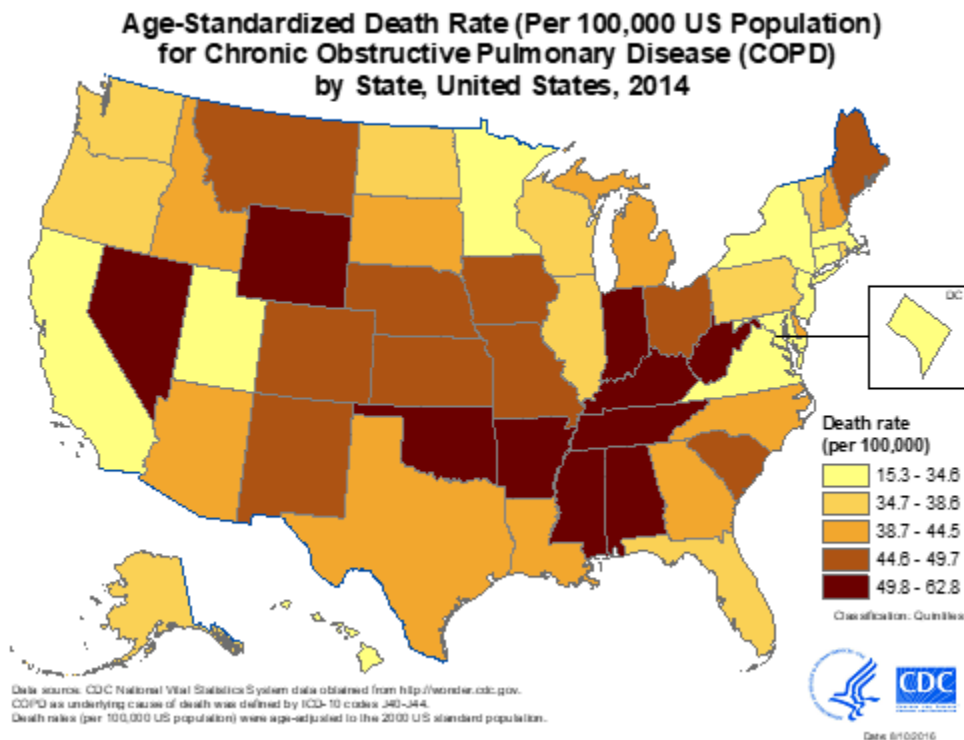 Age-Standardized Death Rate (Per 100,000 US Population)
for Chronic Obstructive Pulmonary Disease (COPD)
by State, United States, 2014
DC
Death rate
(per 100,000)
15.3 - 34.6
34.7 - 38.6
38.7 - 44.5
44.6 - 49.7
49.8 - 62.8
Classification: Quintiles
Data source: CDC National Vital Statistics System data obtained from http://wonder.cdc.gov.
COPD as underlying cause of death was defined by ICD-10 codes J40-J44.
Death rates (per 100,000 US population) were age-adjusted to the 2000 US standard population.
CDC
Date: 8/10/2016